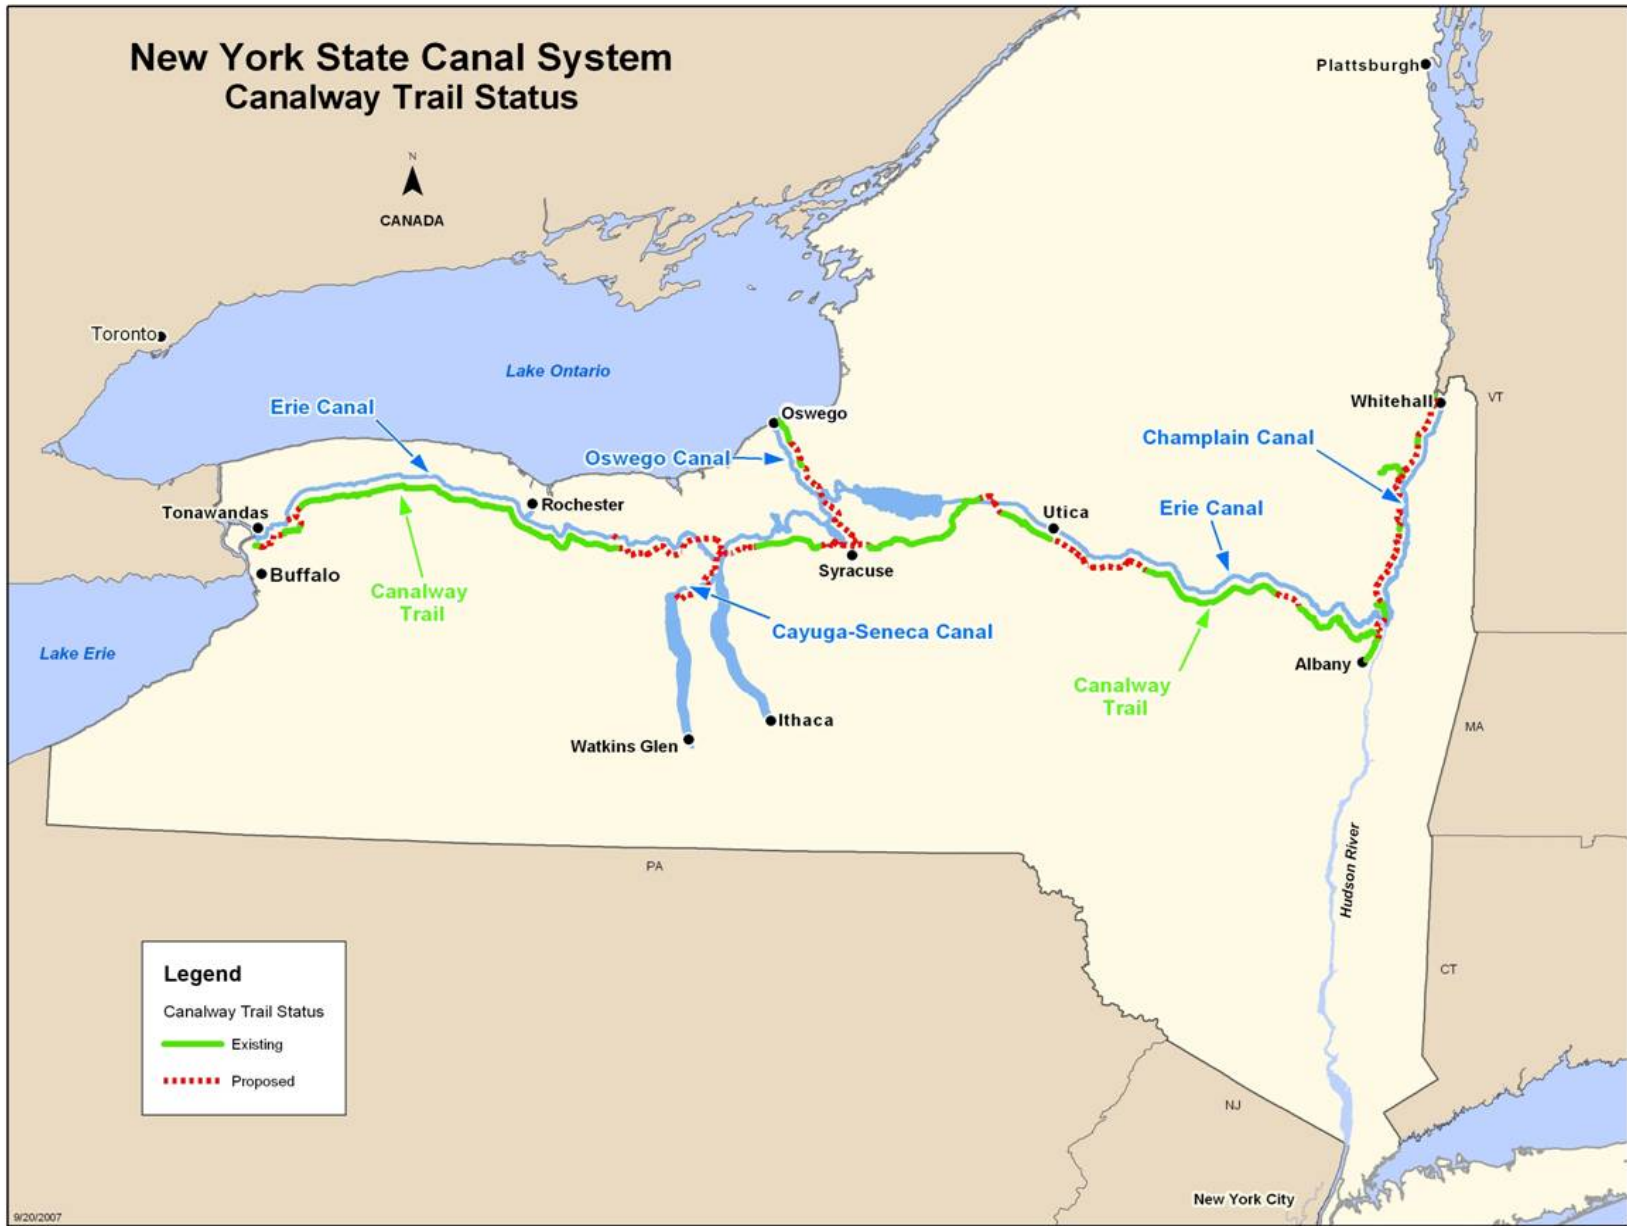 New York State Canal System
Canalway Trail Status
N
CANADA
Plattsburgh
Toronto
Lake Ontario
Erie Canal
Oswego
Oswego Canal
Whitehall
VT
Champlain Canal
Rochester
Tonawandas
Utica
Erie Canal
Buffalo
Syracuse
Canalway
Trail
Cayuga-Seneca Canal
Lake Erie
Albany
Canalway
Trail
Ithaca
Watkins Glen
MA
Hudson River
PA
Legend
Canalway Trail Status
Existing
Proposed
CT
NJ
New York City
9/20/2007